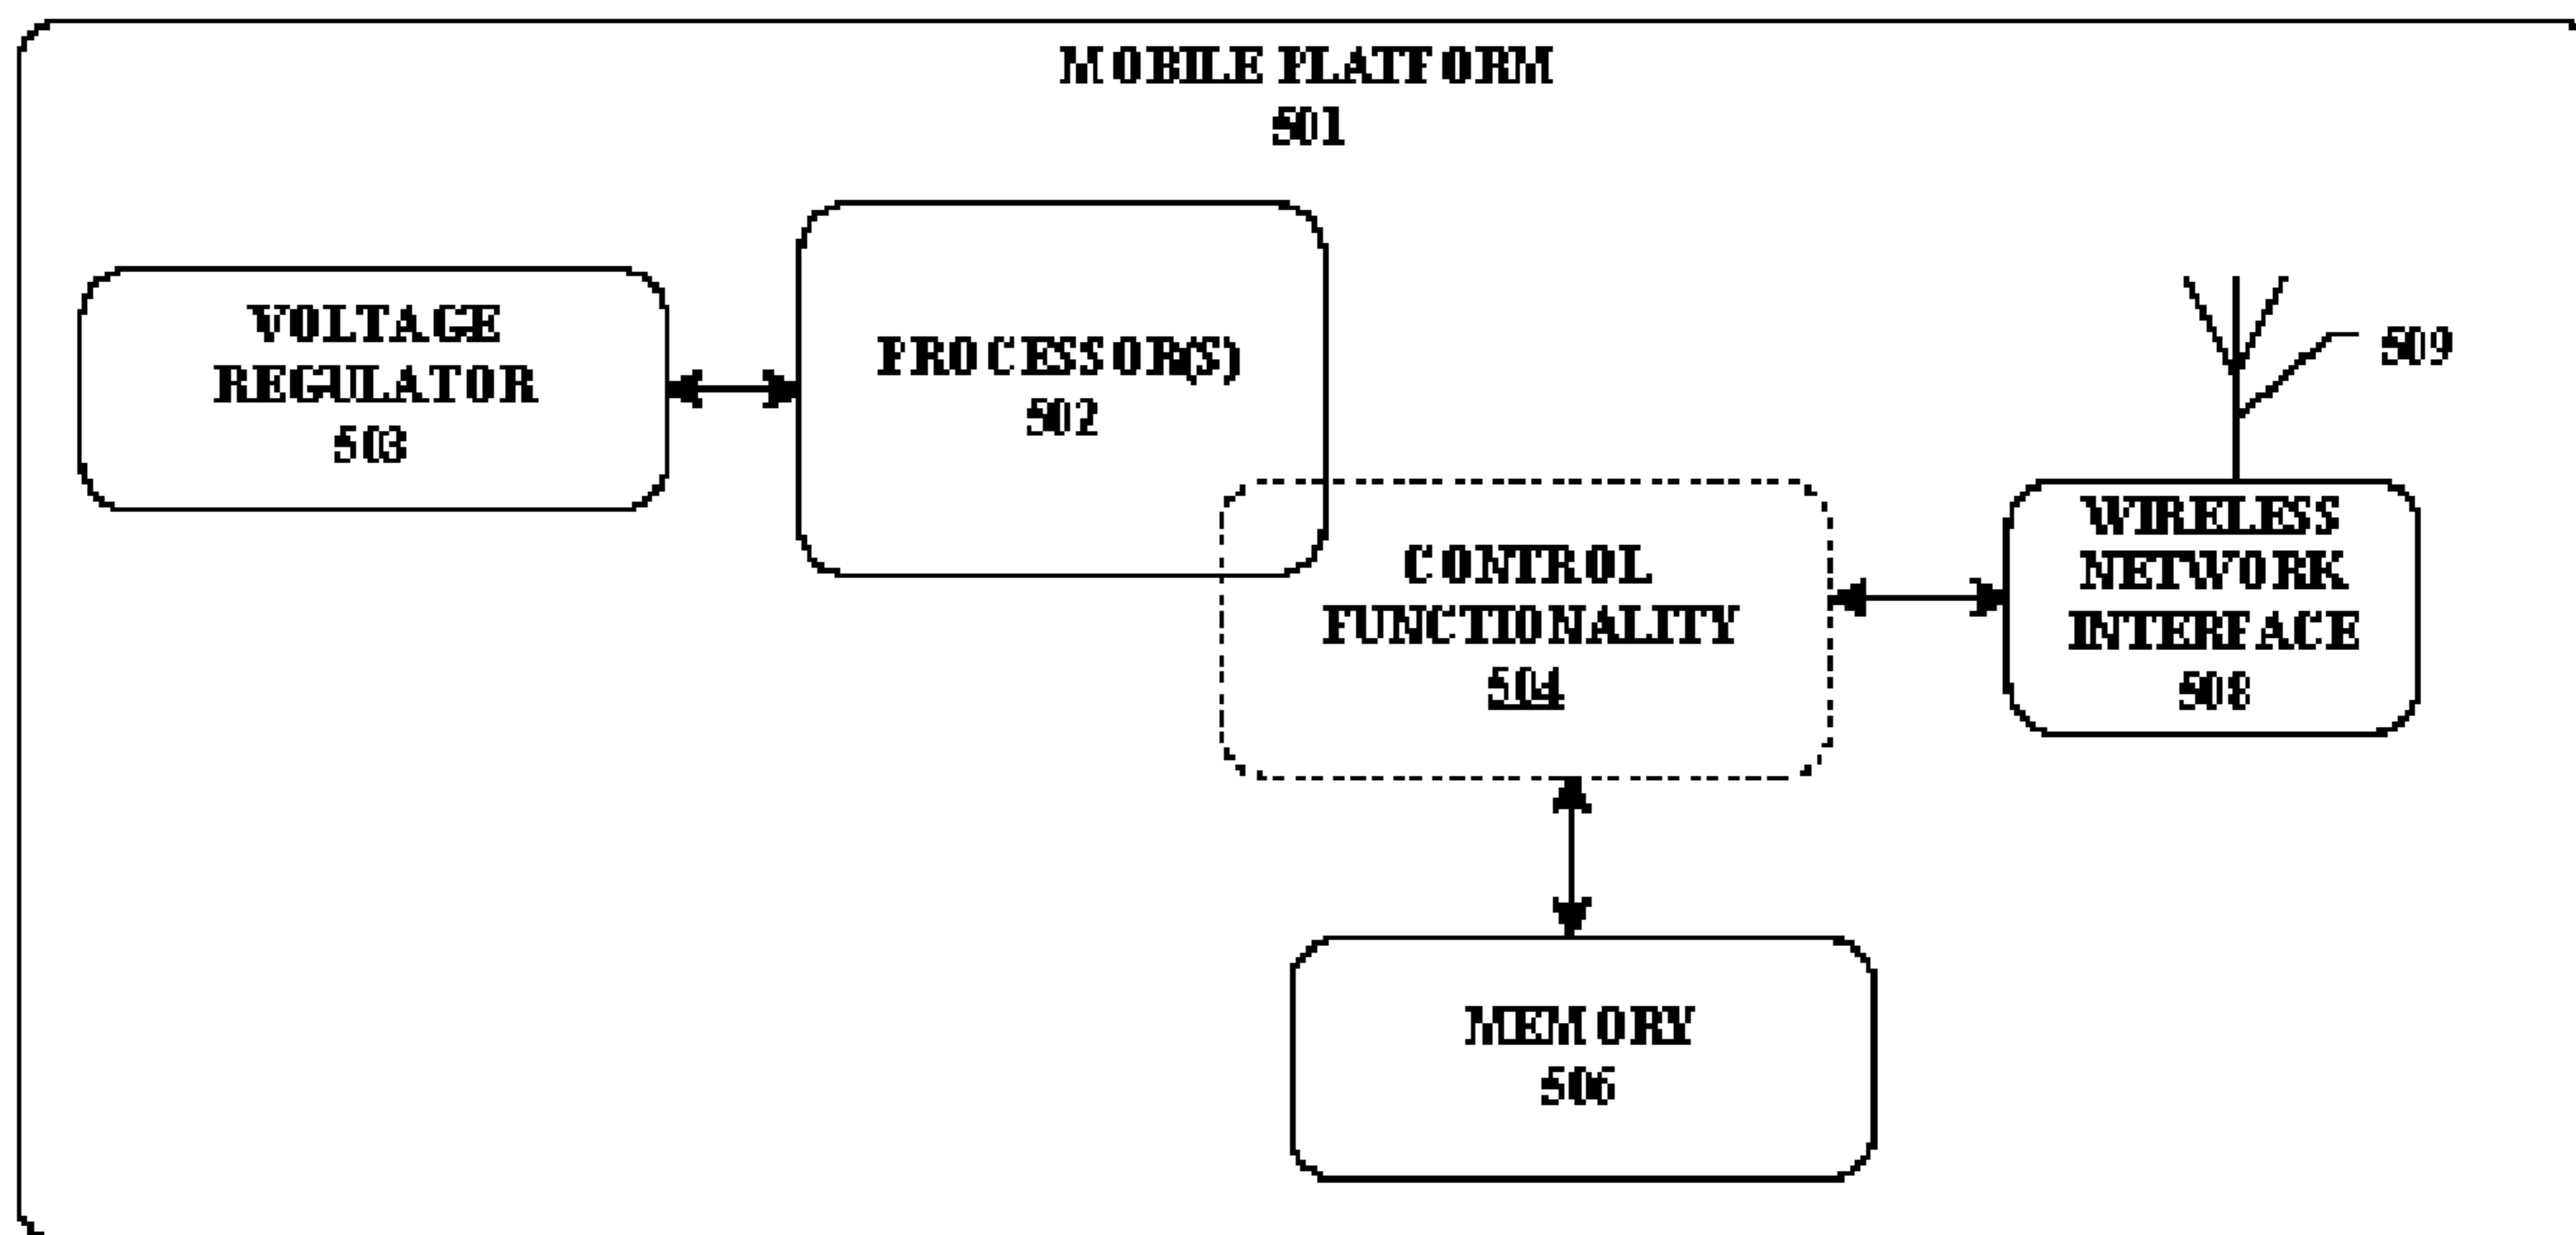 MOBILE PLATFORM
501
VOLTAGE
REGULATOR
503
PROCESSOR(S)
502
509
CONTROL
FUNCTIONALITY
504
WIRELESS
NETWORK
INTERFACE
508
MEMORY
506